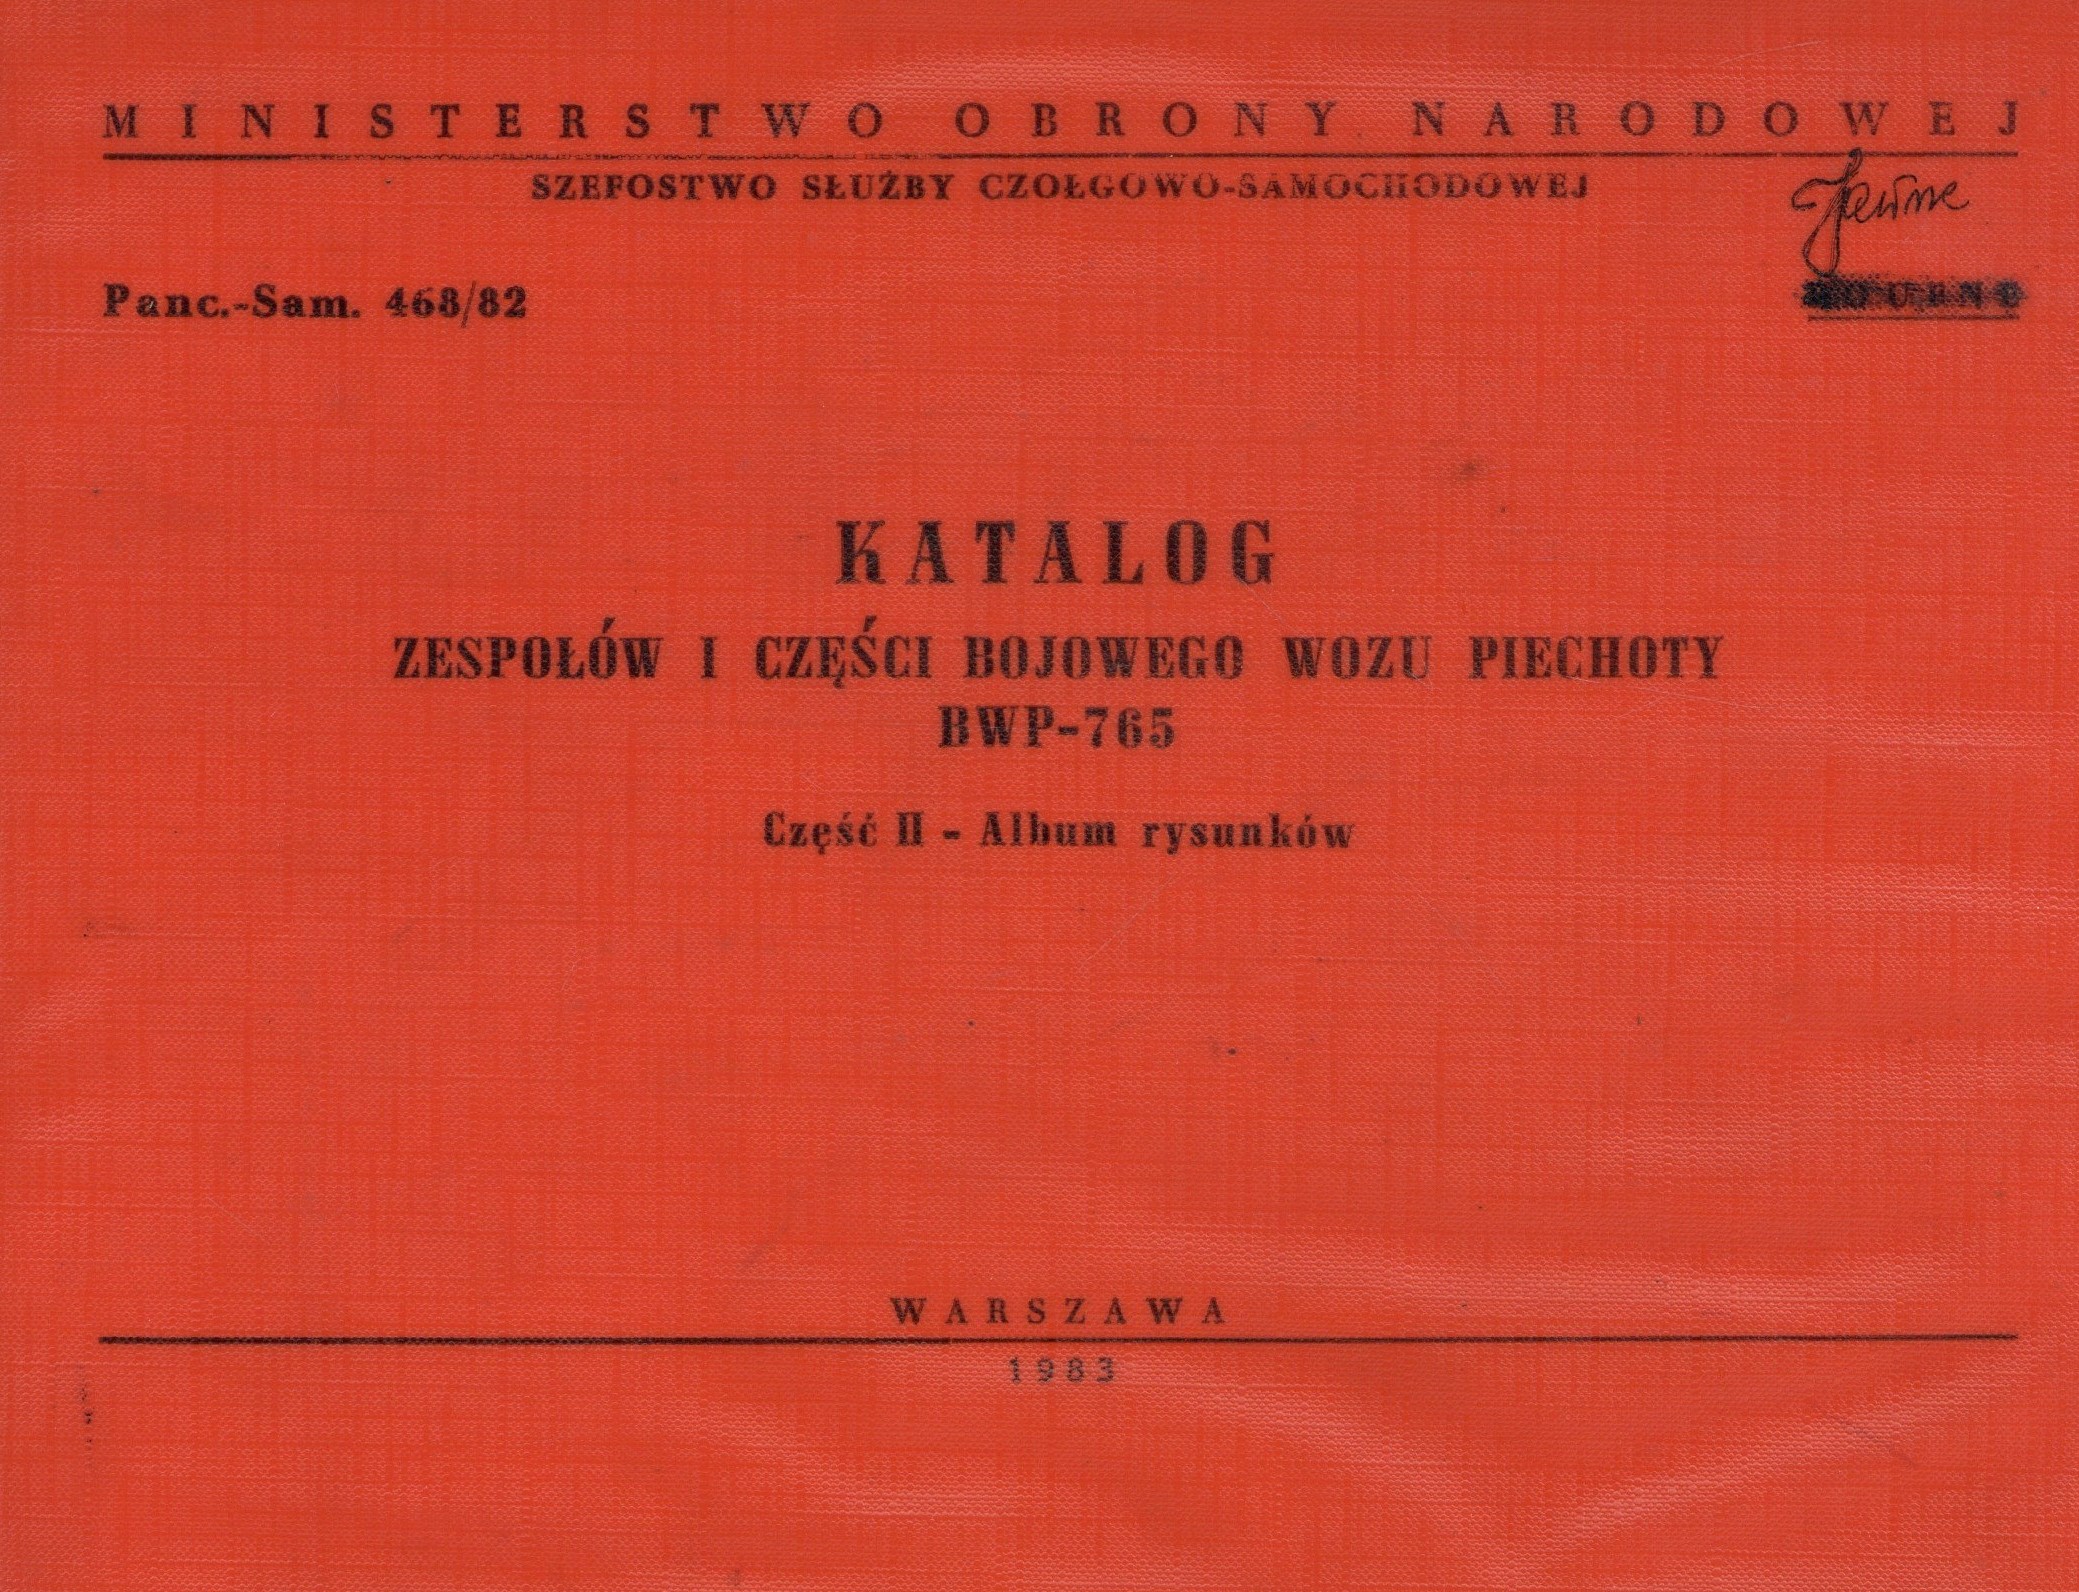 MINISTERSTWO OBRONY NARODOWEJ
SZEFOSTWO SŁUŻBY CZOŁGOWO-SAMOCHODOWEJ
Jawne
Panc.-Sam. 468/82
KATALOG
ZESPOŁÓW I CZĘŚCI BOJOWEGO WOZU PIECHOTY
BWP-765
Część II - Album rysunków
WARSZAWA
1983